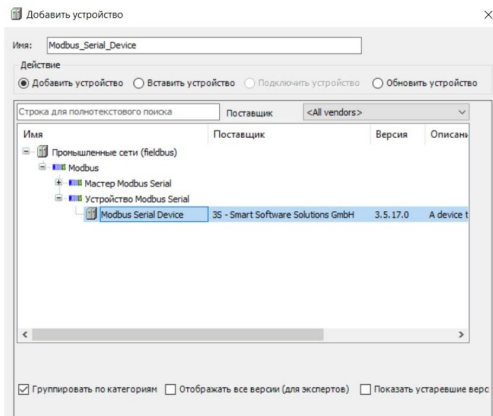 Добавить устройство
Имя: Modbus_Serial_Device
Действие
Добавить устройство Вставить устройство Подключить устройство Обновить устройство
Строка для полнотекстового поиска Поставщик <All vendors>
Имя Поставщик Версия Описани
Промышленные сети (fieldbus)
Modbus
Мастер Modbus Serial
Устройство Modbus Serial
Modbus Serial Device 3S - Smart Software Solutions GmbH 3.5.17.0 A device t
Группировать по категориям Отображать все версии (для экспертов) Показать устаревшие верс